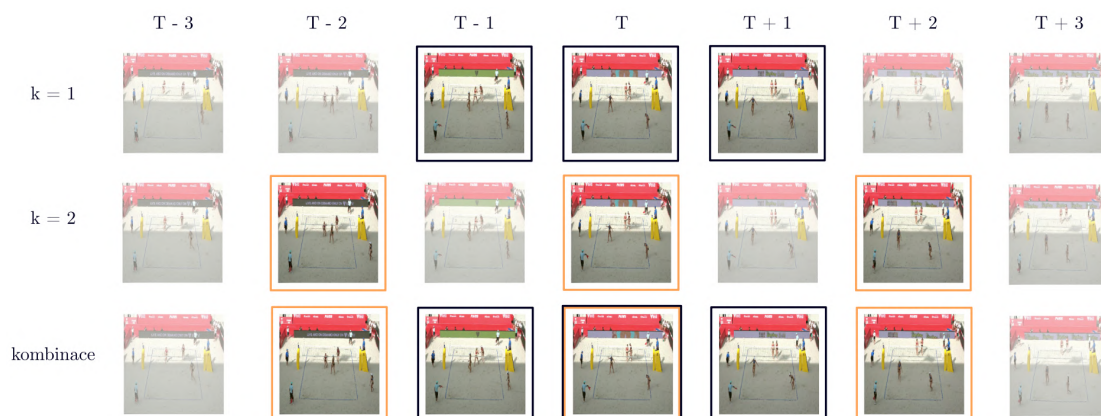 T - 3 T - 2 T - 1 T T + 1 T + 2 T + 3
k = 1
k = 2
kombinace